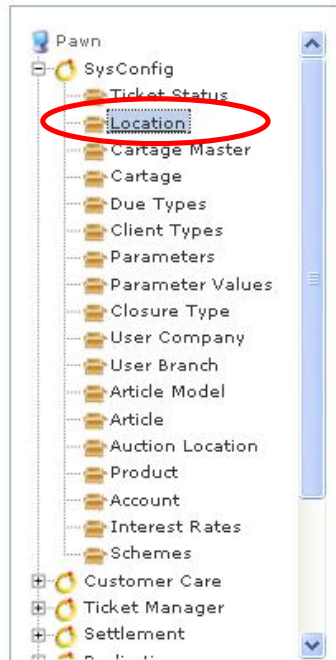 Pawn
SysConfig
Ticket Status
Location
Cartage Master
Cartage
Due Types
Client Types
Parameters
Parameter Values
Closure Type
User Company
User Branch
Article Model
Article
Auction Location
Product
Account
Interest Rates
Schemes
Customer Care
Ticket Manager
Settlement